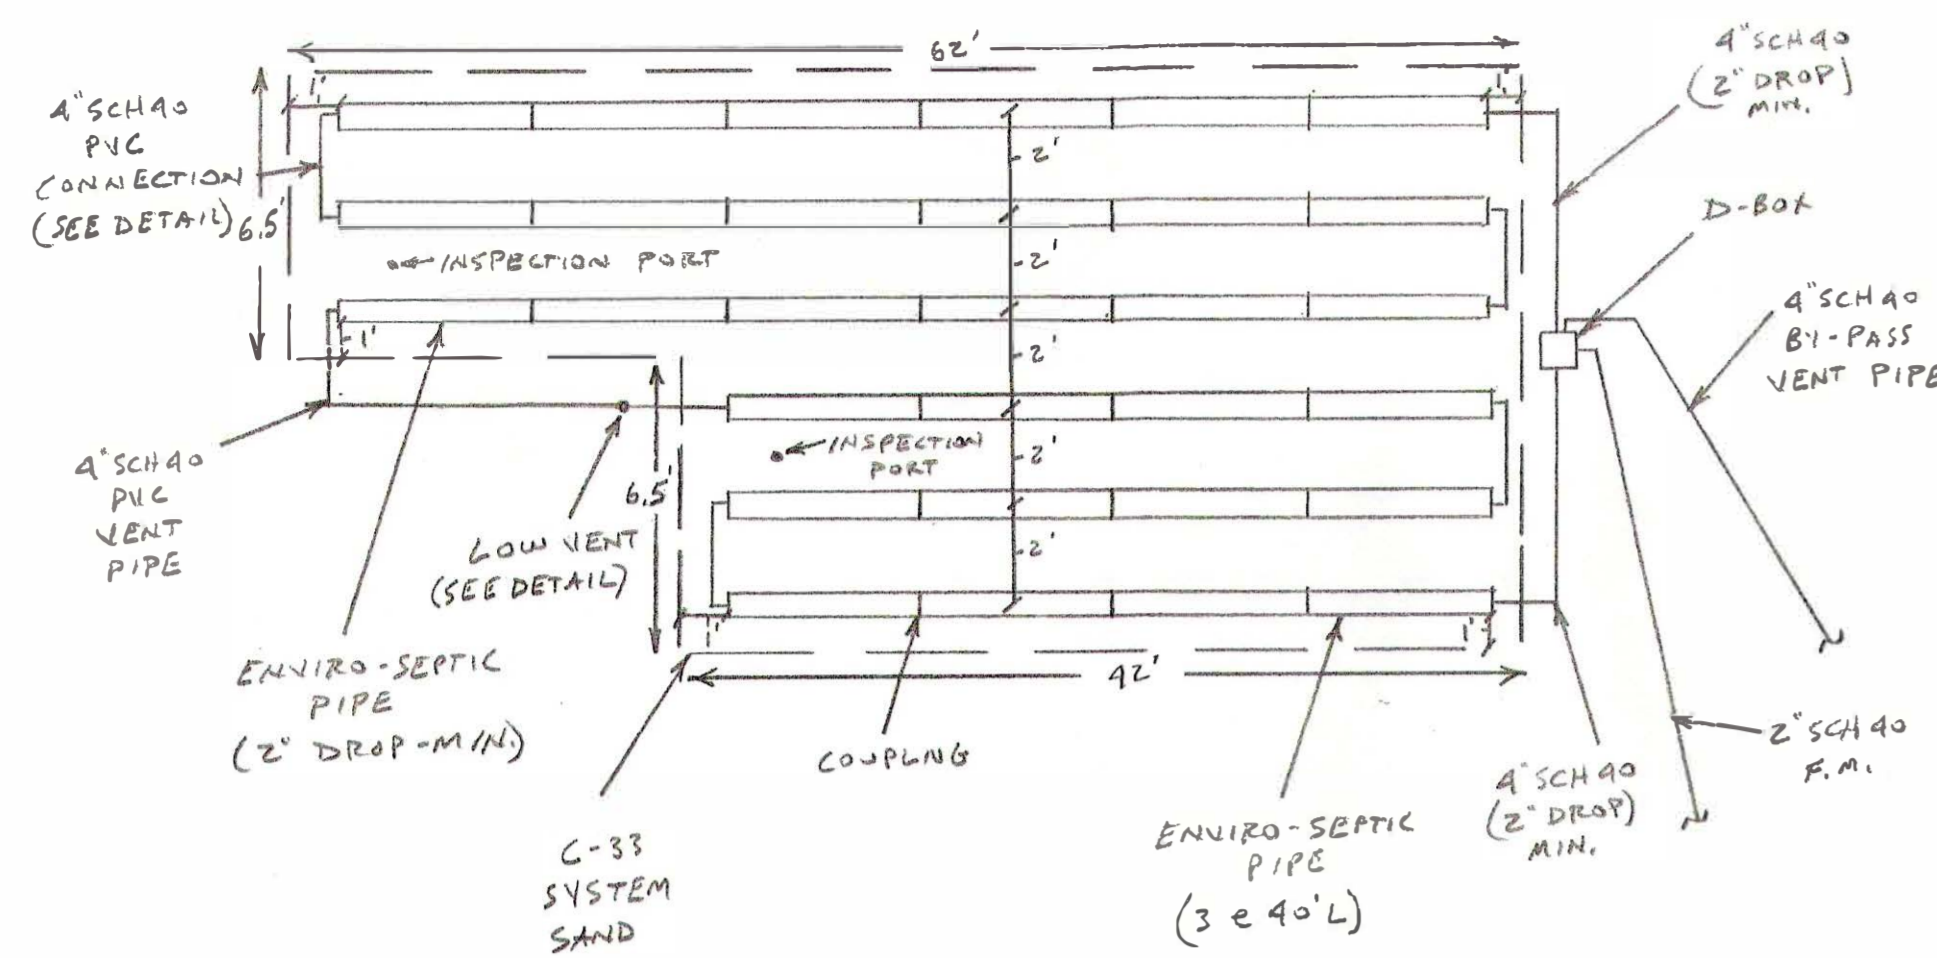 62'
1'
1'
4" SCH 40
PVC
CONNECTION
(SEE DETAIL)
6.5'
4" SCH 40
(2" DROP)
MIN.
2'
D-BOX
INSPECTION PORT
2'
4" SCH 40
BY-PASS
VENT PIPE
1'
2'
INSPECTION
PORT
2'
4" SCH 40
PVC
VENT
PIPE
6.5'
LOW VENT
(SEE DETAIL)
2'
1'
1'
ENVIRO-SEPTIC
PIPE
(2" DROP-MIN.)
42'
COUPLING
2" SCH 40
F.M.
4" SCH 40
(2" DROP)
MIN.
C-33
SYSTEM
SAND
ENVIRO-SEPTIC
PIPE
(3 e 40'L)